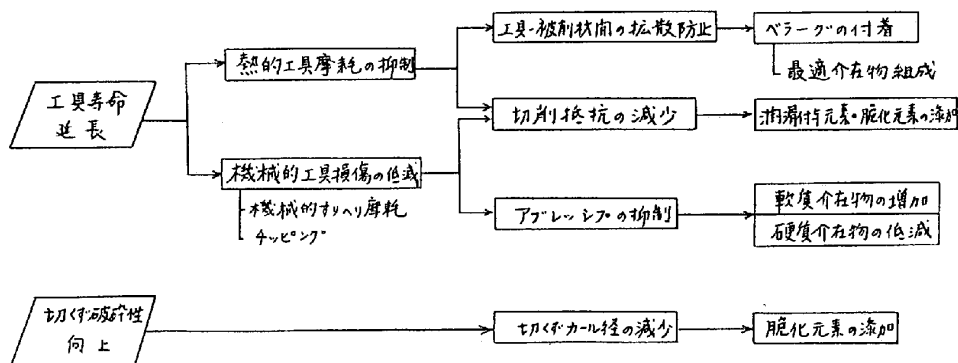 工具寿命
延長
熱的工具摩耗の抑制
機械的工具損傷の低減
機械的すりへり摩耗
チッピング
工具-被削材間の拡散防止
切削抵抗の減少
アブレッシブの抑制
ベラーグの付着
最適介在物組成
潤滑性元素・脆化元素の添加
軟質介在物の増加
硬質介在物の低減
切くず破砕性
向上
切くずカール径の減少
脆化元素の添加